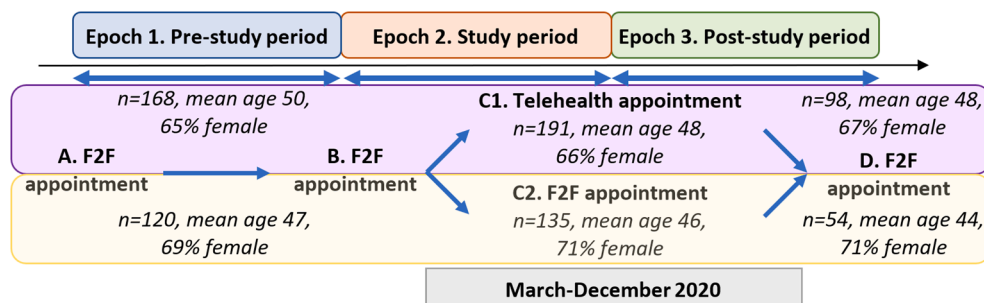 Epoch 1. Pre-study period
Epoch 2. Study period
Epoch 3. Post-study period
n=168, mean age 50,
65% female
A. F2F
appointment
B. F2F
appointment
n=120, mean age 47,
69% female
C1. Telehealth appointment
n=191, mean age 48,
66% female
C2. F2F appointment
n=135, mean age 46,
71% female
n=98, mean age 48,
67% female
D. F2F
appointment
n=54, mean age 44,
71% female
March-December 2020